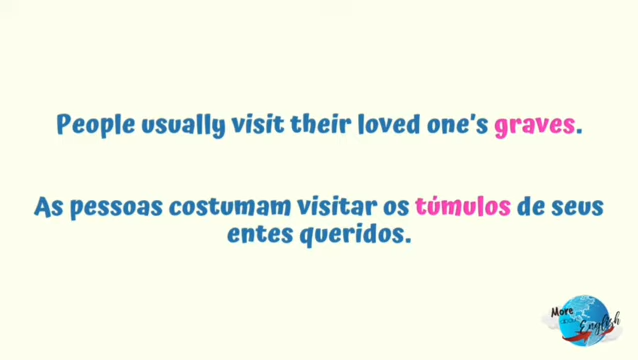 People usually visit their loved one's graves.
As pessoas costumam visitar os túmulos de seus
entes queridos.
More
about
English